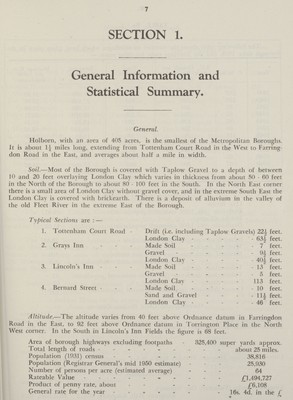 7
SECTION 1.
General Information and
Statistical Summary.
General.
Holborn, with an area of 405 acres, is the smallest of the Metropolitan Boroughs.
It is about 1¼ miles long, extending from Tottenham Court Road in the West to Farring-
don Road in the East, and averages about half a mile in width.
Soil.—Most of the Borough is covered with Taplow Gravel to a depth of between
10 and 20 feet overlaying London Clay which varies in thickness from about 50 - 60 feet
in the North of the Borough to about 80 - 100 feet in the South. In the North East corner
there is a small area of London Clay without gravel cover, and in the extreme South East the
London Clay is covered with brickearth. There is a deposit of alluvium in the valley of
the old Fleet River in the extreme East of the Borough.
Typical Sections are :—
1. Tottenham Court Road - Drift (i.e. including Taplow Gravels) 22½ feet.
London Clay - - - - 63½ feet.
2. Grays Inn - - - Made Soil - - - - 7 feet.
Gravel - - - - 9½ feet.
London Clay - - - - feet.
3. Lincoln's Inn - - - Made Soil - - - - 13 feet.
Gravel - - - - 5 feet.
London Clay - - - - 113 feet.
4. Bernard Street - - - Made Soil - - - - 10 feet.
Sand and Gravel - - - 11½ feet.
London Clay - - - - 46 feet.
Altitude.—The altitude varies from 40 feet above Ordnance datum in Farringdon
Road in the East, to 82 feet above Ordnance datum in Torrington Place in the North
West corner. In the South in Lincoln's Inn Fields the figure is 68 feet.
Area of borough highways excluding footpaths - 325,400 super yards approx.
Total length of roads - - - - - about 25 miles.
Population (1931) census - - - - - 38,816
Population (Registrar General's mid 1950 estimate) - - 25,930
Number of persons per acre (estimated average) - - - 64
Rateable Value - - - - - £1,494,727
Product of penny rate, about - - - - £6,108
General rate for the year - - - - 16s. 4d. in the £